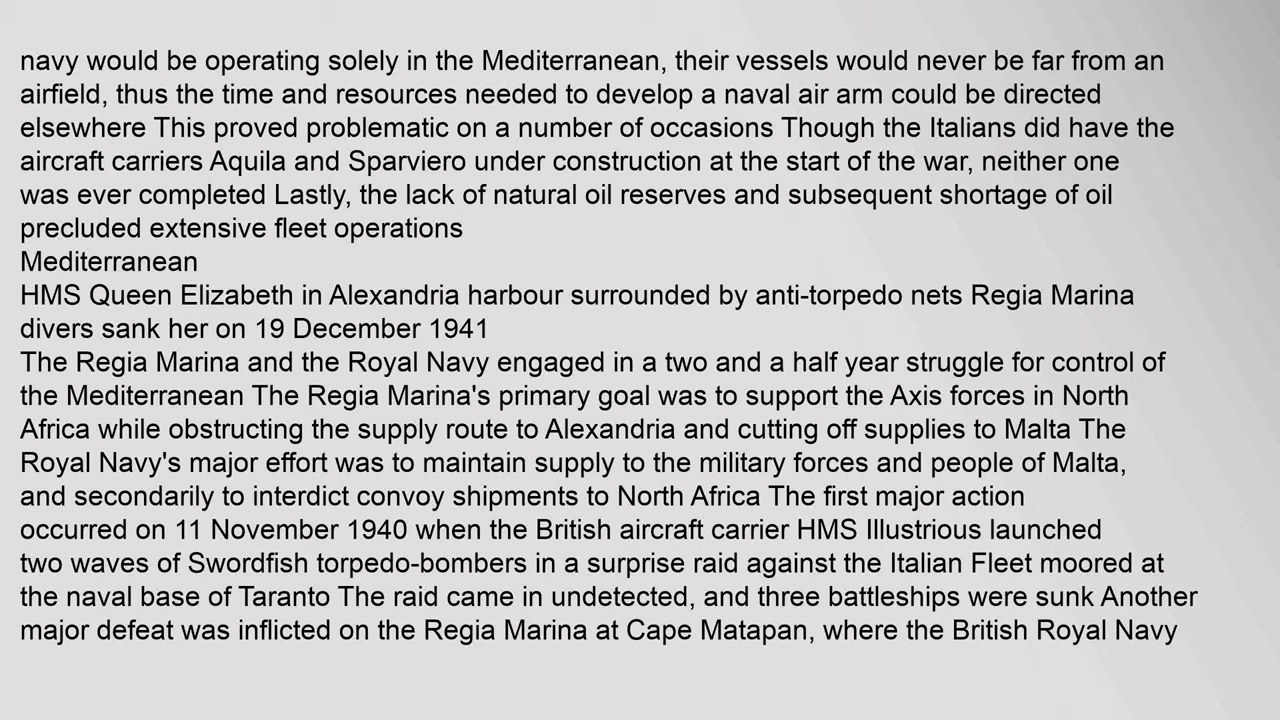 navy would be operating solely in the Mediterranean, their vessels would never be far from an
airfield, thus the time and resources needed to develop a naval air arm could be directed
elsewhere This proved problematic on a number of occasions Though the Italians did have the
aircraft carriers Aquila and Sparviero under construction at the start of the war, neither one
was ever completed Lastly, the lack of natural oil reserves and subsequent shortage of oil
precluded extensive fleet operations
Mediterranean
HMS Queen Elizabeth in Alexandria harbour surrounded by anti-torpedo nets Regia Marina
divers sank her on 19 December 1941
The Regia Marina and the Royal Navy engaged in a two and a half year struggle for control of
the Mediterranean The Regia Marina's primary goal was to support the Axis forces in North
Africa while obstructing the supply route to Alexandria and cutting off supplies to Malta The
Royal Navy's major effort was to maintain supply to the military forces and people of Malta,
and secondarily to interdict convoy shipments to North Africa The first major action
occurred on 11 November 1940 when the British aircraft carrier HMS Illustrious launched
two waves of Swordfish torpedo-bombers in a surprise raid against the Italian Fleet moored at
the naval base of Taranto The raid came in undetected, and three battleships were sunk Another
major defeat was inflicted on the Regia Marina at Cape Matapan, where the British Royal Navy